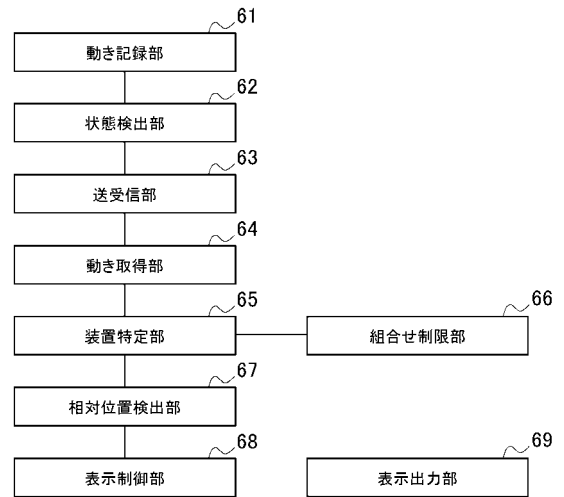 61
動き記録部
62
状態検出部
63
送受信部
64
動き取得部
65
装置特定部
66
組合せ制限部
67
相対位置検出部
68
表示制御部
69
表示出力部